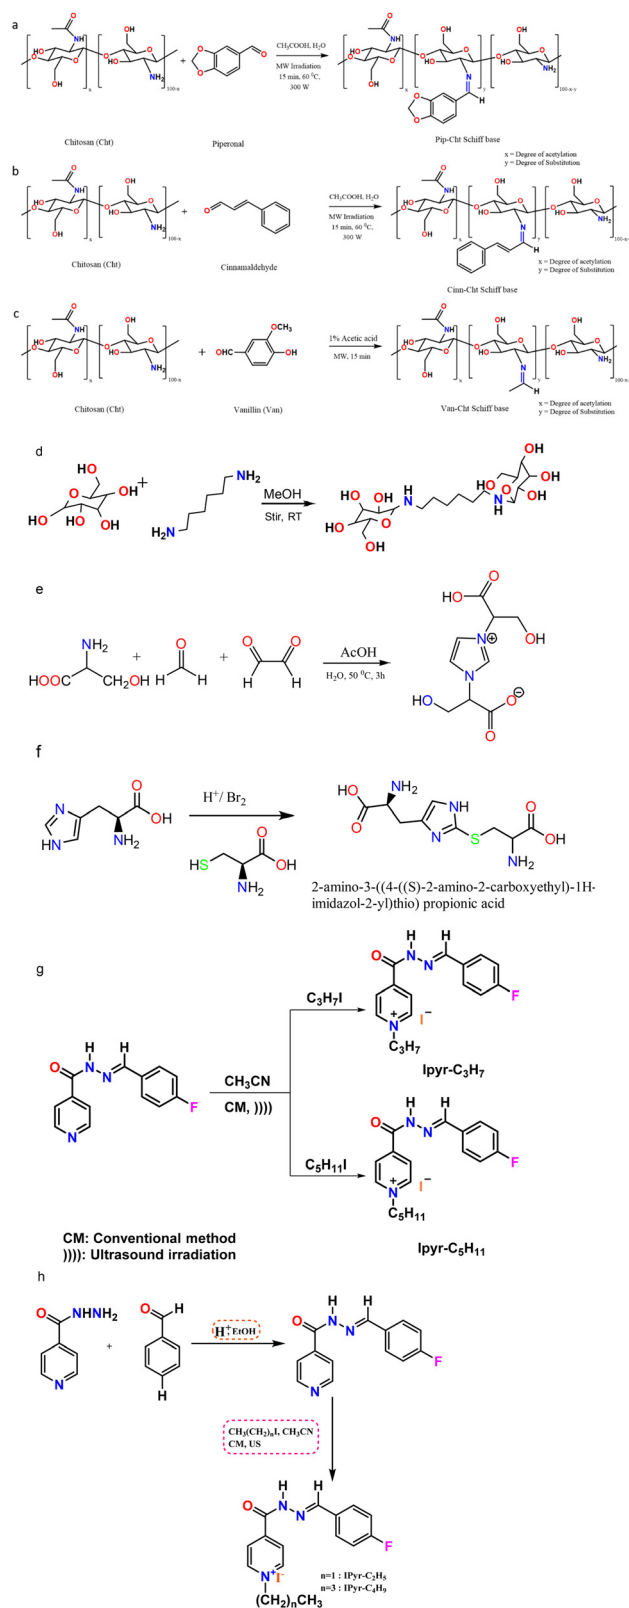 a
CH₃COOH, H₂O
MW Irradiation
15 min, 60 ⁰C,
300 W
Chitosan (Cht)
Piperonal
Pip-Cht Schiff base
x = Degree of acetylation
y = Degree of Substitution
b
CH₃COOH, H₂O
MW Irradiation
15 min, 60 ⁰C,
300 W
Chitosan (Cht)
Cinnamaldehyde
Cinn-Cht Schiff base
x = Degree of acetylation
y = Degree of Substitution
c
1% Acetic acid
MW, 15 min
Chitosan (Cht)
Vanillin (Van)
Van-Cht Schiff base
x = Degree of acetylation
y = Degree of Substitution
d
MeOH
Stir, RT
e
AcOH
H₂O, 50 ⁰C, 3h
f
H⁺/ Br₂
2-amino-3-((4-((S)-2-amino-2-carboxyethyl)-1H-
imidazol-2-yl)thio) propionic acid
g
C₃H₇I
Ipyr-C₃H₇
CH₃CN
CM, ))))
C₅H₁₁I
Ipyr-C₅H₁₁
CM: Conventional method
)))): Ultrasound irradiation
h
H⁺, EtOH
CH₃(CH₂)ₙI, CH₃CN
CM, US
n=1 : IPyr-C₂H₅
n=3 : IPyr-C₄H₉
(CH₂)ₙCH₃